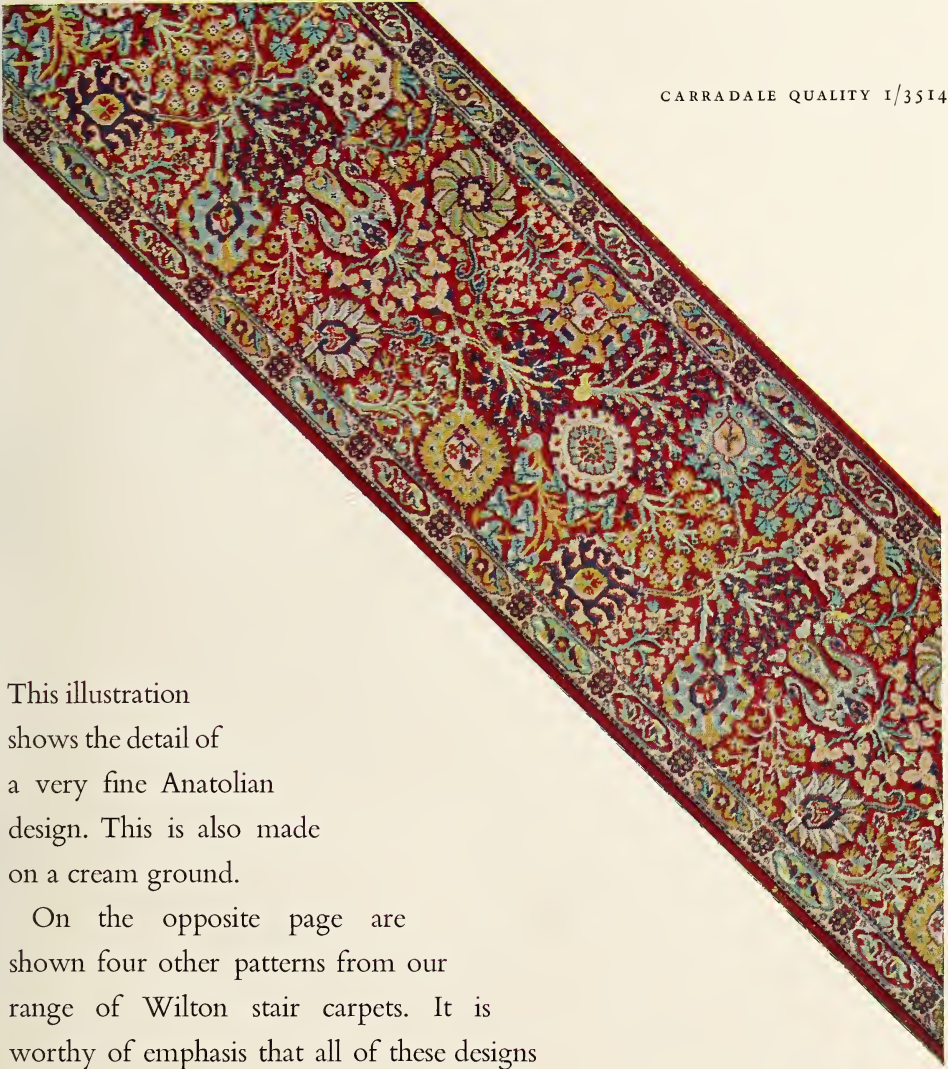 CARRADALE QUALITY 1/3514
This illustration
shows the detail of
a very fine Anatolian
design. This is also made
on a cream ground.
On the opposite page are
shown four other patterns from our
range of Wilton stair carpets. It is
worthy of emphasis that all of these designs